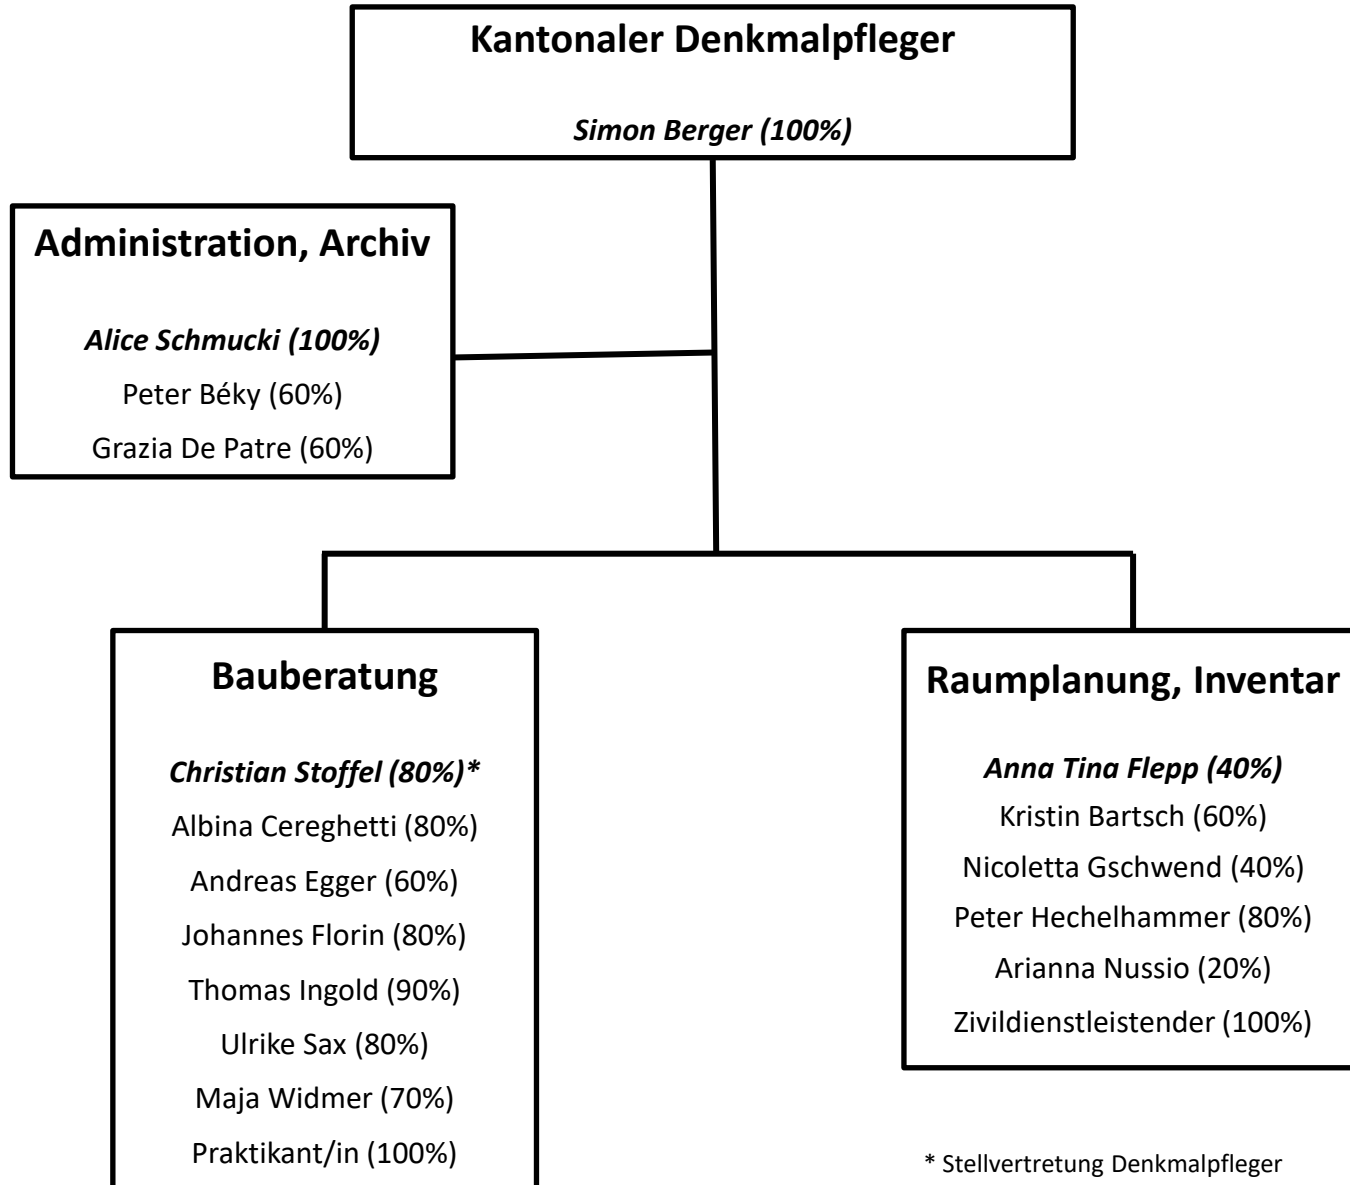 Kantonaler Denkmalpfleger
Simon Berger (100%)
Administration, Archiv
Alice Schmucki (100%)
Peter Béky (60%)
Grazia De Patre (60%)
Bauberatung
Christian Stoffel (80%)*
Albina Cereghetti (80%)
Andreas Egger (60%)
Johannes Florin (80%)
Thomas Ingold (90%)
Ulrike Sax (80%)
Maja Widmer (70%)
Praktikant/in (100%)
Raumplanung, Inventar
Anna Tina Flepp (40%)
Kristin Bartsch (60%)
Nicoletta Gschwend (40%)
Peter Hechelhammer (80%)
Arianna Nussio (20%)
Zivildienstleistender (100%)
* Stellvertretung Denkmalpfleger